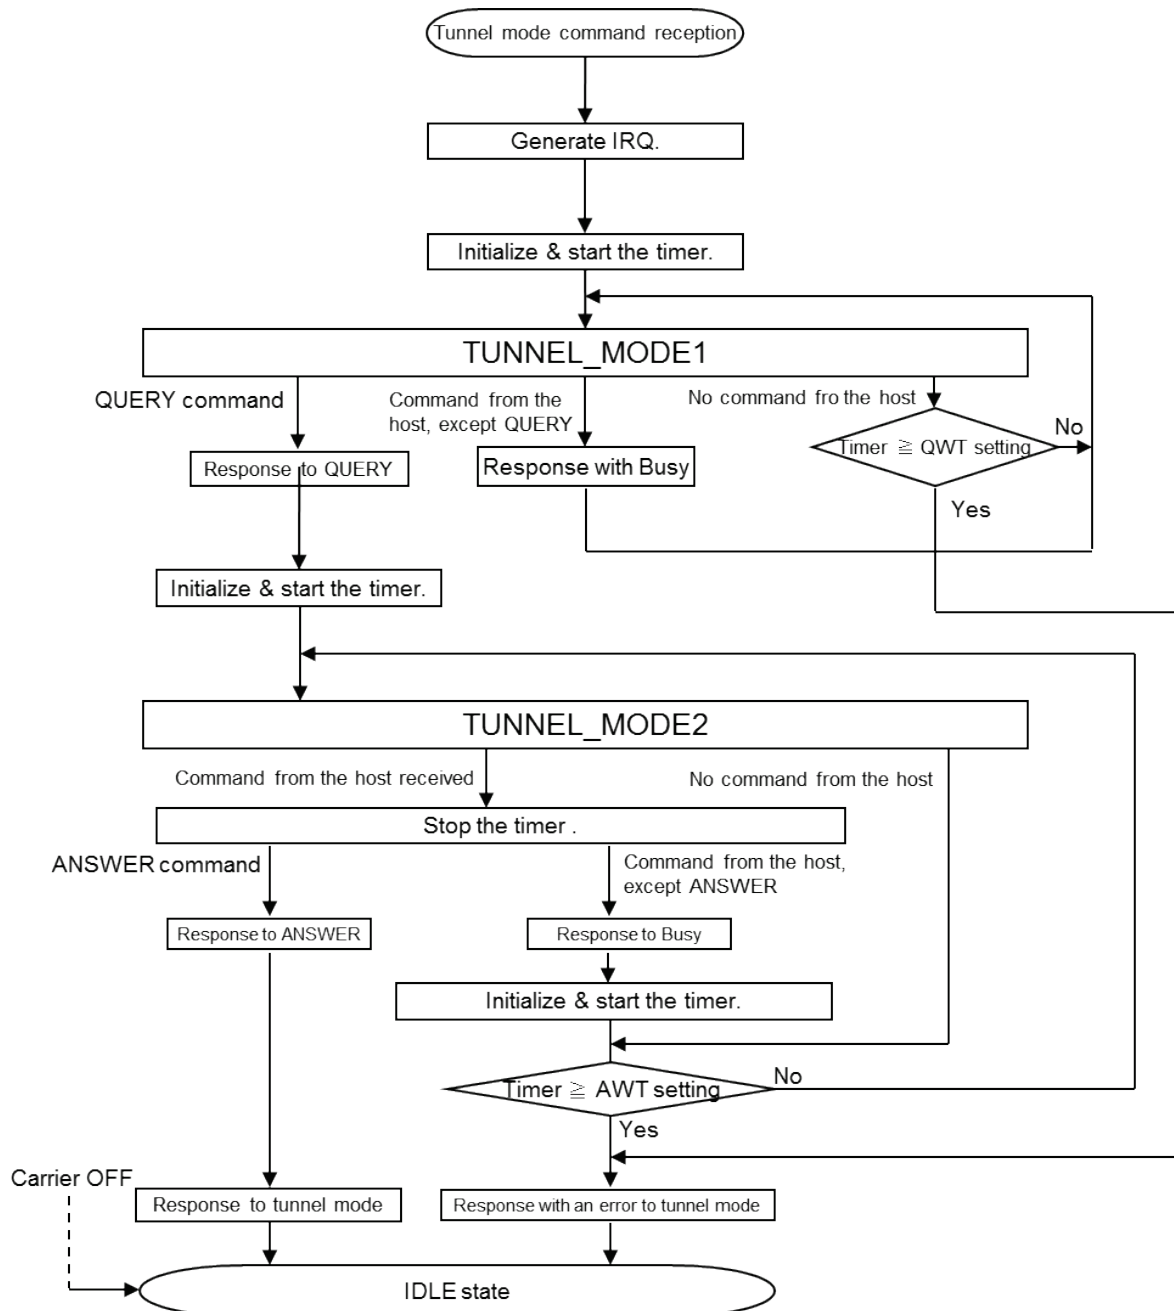 Tunnel mode command reception
Generate IRQ.
Initialize & start the timer.
TUNNEL_MODE1
QUERY command
Command from the
host, except QUERY
No command fro the host
No
Timer ≧ QWT setting
Response to QUERY
Response with Busy
Yes
Initialize & start the timer.
TUNNEL_MODE2
Command from the host received
No command from the host
Stop the timer .
ANSWER command
Command from the host,
except ANSWER
Response to ANSWER
Response to Busy
Initialize & start the timer.
Timer ≧ AWT setting
No
Yes
Carrier OFF
Response to tunnel mode
Response with an error to tunnel mode
IDLE state